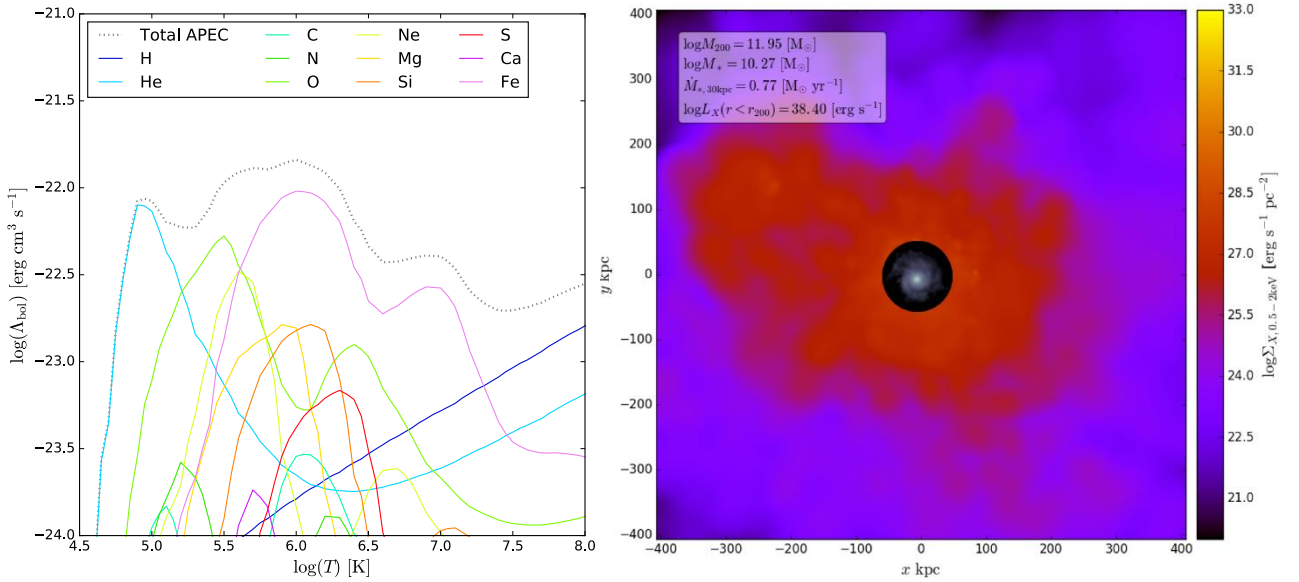 Total APEC
H
He
C
N
O
Ne
Mg
Si
S
Ca
Fe
−21.0
−21.5
−22.0
−22.5
−23.0
−23.5
−24.0
log(Λ_bol) [erg cm³ s⁻¹]
4.5 5.0 5.5 6.0 6.5 7.0 7.5 8.0
log(T) [K]
logM₂₀₀ = 11.95 [M⊙]
logM∗ = 10.27 [M⊙]
Ṁ∗,30kpc = 0.77 [M⊙ yr⁻¹]
logL_X(r < r₂₀₀) = 38.40 [erg s⁻¹]
400
300
200
100
0
−100
−200
−300
−400
y kpc
−400 −300 −200 −100 0 100 200 300 400
x kpc
33.0
31.5
30.0
28.5
27.0
25.5
24.0
22.5
21.0
logΣ_X,0.5−2keV [erg s⁻¹ pc⁻²]